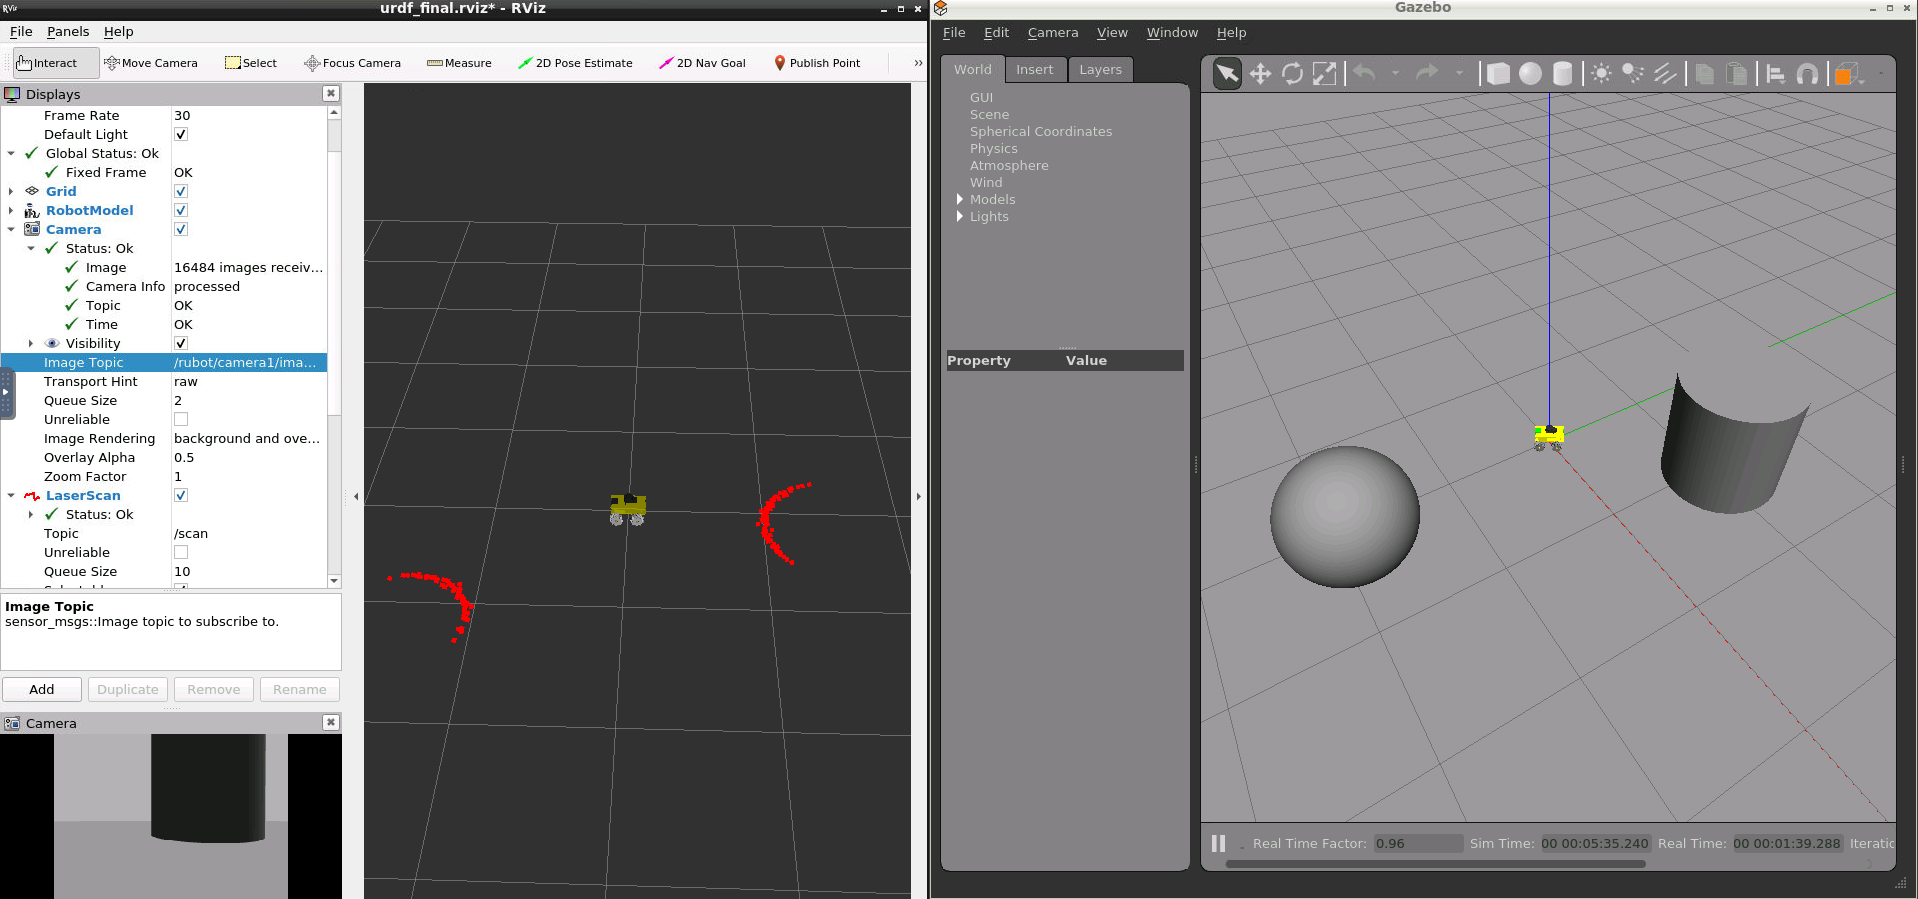 urdf_final.rviz* - RViz
File Panels Help
Interact Move Camera Select Focus Camera Measure 2D Pose Estimate 2D Nav Goal Publish Point »
Displays
Frame Rate 30
Default Light
Global Status: Ok
Fixed Frame OK
Grid
RobotModel
Camera
Status: Ok
Image 16484 images receiv...
Camera Info processed
Topic OK
Time OK
Visibility
Image Topic /rubot/camera1/ima...
Transport Hint raw
Queue Size 2
Unreliable
Image Rendering background and ove...
Overlay Alpha 0.5
Zoom Factor 1
LaserScan
Status: Ok
Topic /scan
Unreliable
Queue Size 10
Image Topic
sensor_msgs::Image topic to subscribe to.
Add Duplicate Remove Rename
Camera
Gazebo
File Edit Camera View Window Help
World Insert Layers
GUI
Scene
Spherical Coordinates
Physics
Atmosphere
Wind
Models
Lights
Property Value
Real Time Factor: 0.96 Sim Time: 00 00:05:35.240 Real Time: 00 00:01:39.288 Iteratio